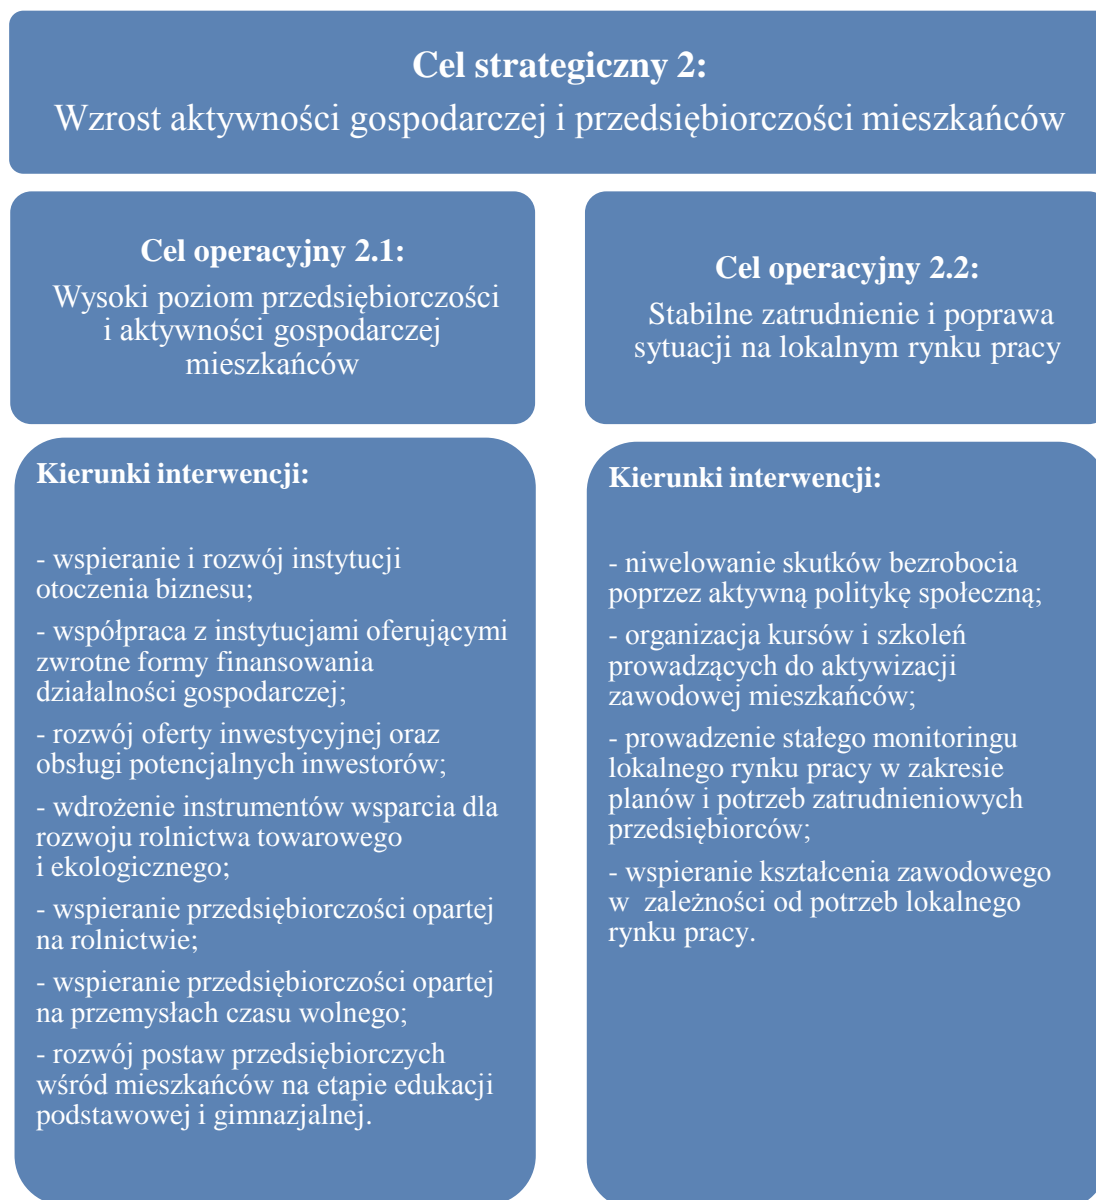 Cel strategiczny 2:
Wzrost aktywności gospodarczej i przedsiębiorczości mieszkańców
Cel operacyjny 2.1:
Wysoki poziom przedsiębiorczości
i aktywności gospodarczej
mieszkańców
Cel operacyjny 2.2:
Stabilne zatrudnienie i poprawa
sytuacji na lokalnym rynku pracy
Kierunki interwencji:
- wspieranie i rozwój instytucji
otoczenia biznesu;
- współpraca z instytucjami oferującymi
zwrotne formy finansowania
działalności gospodarczej;
- rozwój oferty inwestycyjnej oraz
obsługi potencjalnych inwestorów;
- wdrożenie instrumentów wsparcia dla
rozwoju rolnictwa towarowego
i ekologicznego;
- wspieranie przedsiębiorczości opartej
na rolnictwie;
- wspieranie przedsiębiorczości opartej
na przemysłach czasu wolnego;
- rozwój postaw przedsiębiorczych
wśród mieszkańców na etapie edukacji
podstawowej i gimnazjalnej.
Kierunki interwencji:
- niwelowanie skutków bezrobocia
poprzez aktywną politykę społeczną;
- organizacja kursów i szkoleń
prowadzących do aktywizacji
zawodowej mieszkańców;
- prowadzenie stałego monitoringu
lokalnego rynku pracy w zakresie
planów i potrzeb zatrudnieniowych
przedsiębiorców;
- wspieranie kształcenia zawodowego
w  zależności od potrzeb lokalnego
rynku pracy.